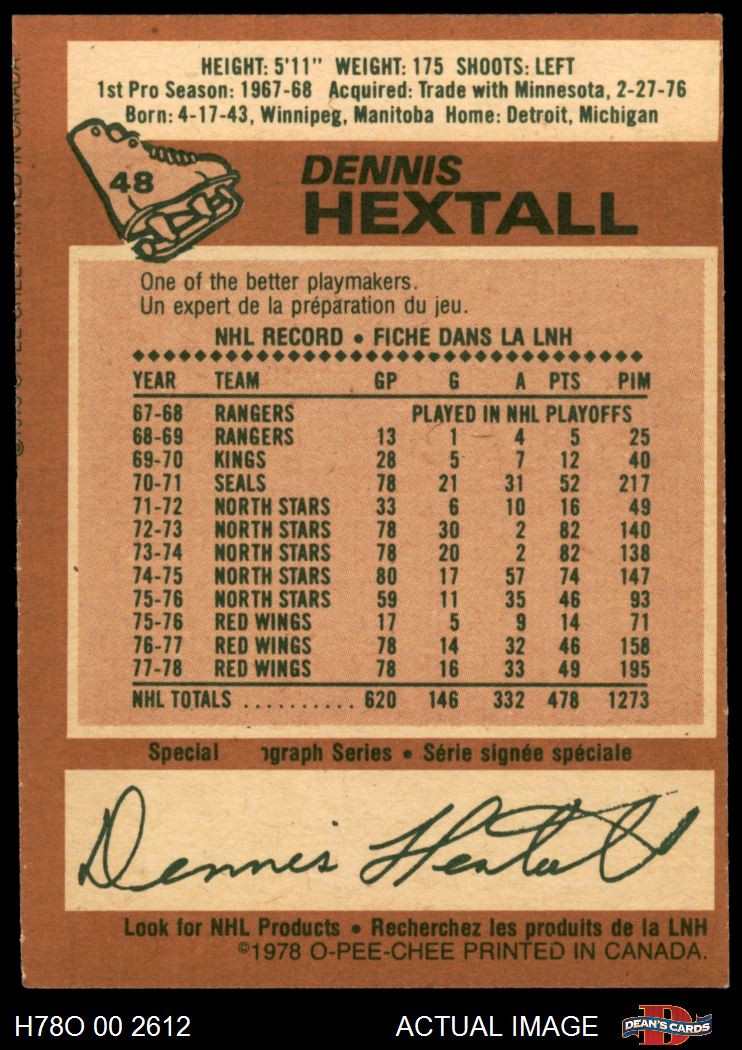 HEIGHT: 5'11" WEIGHT: 175 SHOOTS: LEFT
1st Pro Season: 1967-68 Acquired: Trade with Minnesota, 2-27-76
Born: 4-17-43, Winnipeg, Manitoba Home: Detroit, Michigan
48
DENNIS
HEXTALL
One of the better playmakers.
Un expert de la préparation du jeu.
NHL RECORD • FICHE DANS LA LNH
YEAR TEAM GP G A PTS PIM
67-68 RANGERS PLAYED IN NHL PLAYOFFS
68-69 RANGERS 13 1 4 5 25
69-70 KINGS 28 5 7 12 40
70-71 SEALS 78 21 31 52 217
71-72 NORTH STARS 33 6 10 16 49
72-73 NORTH STARS 78 30 2 82 140
73-74 NORTH STARS 78 20 2 82 138
74-75 NORTH STARS 80 17 57 74 147
75-76 NORTH STARS 59 11 35 46 93
75-76 RED WINGS 17 5 9 14 71
76-77 RED WINGS 78 14 32 46 158
77-78 RED WINGS 78 16 33 49 195
NHL TOTALS .......... 620 146 332 478 1273
Special ograph Series • Série signée spéciale
Dennis Hextall
Look for NHL Products • Recherchez les produits de la LNH
©1978 O-PEE-CHEE PRINTED IN CANADA.
H78O 00 2612
ACTUAL IMAGE
D
DEAN'S CARDS